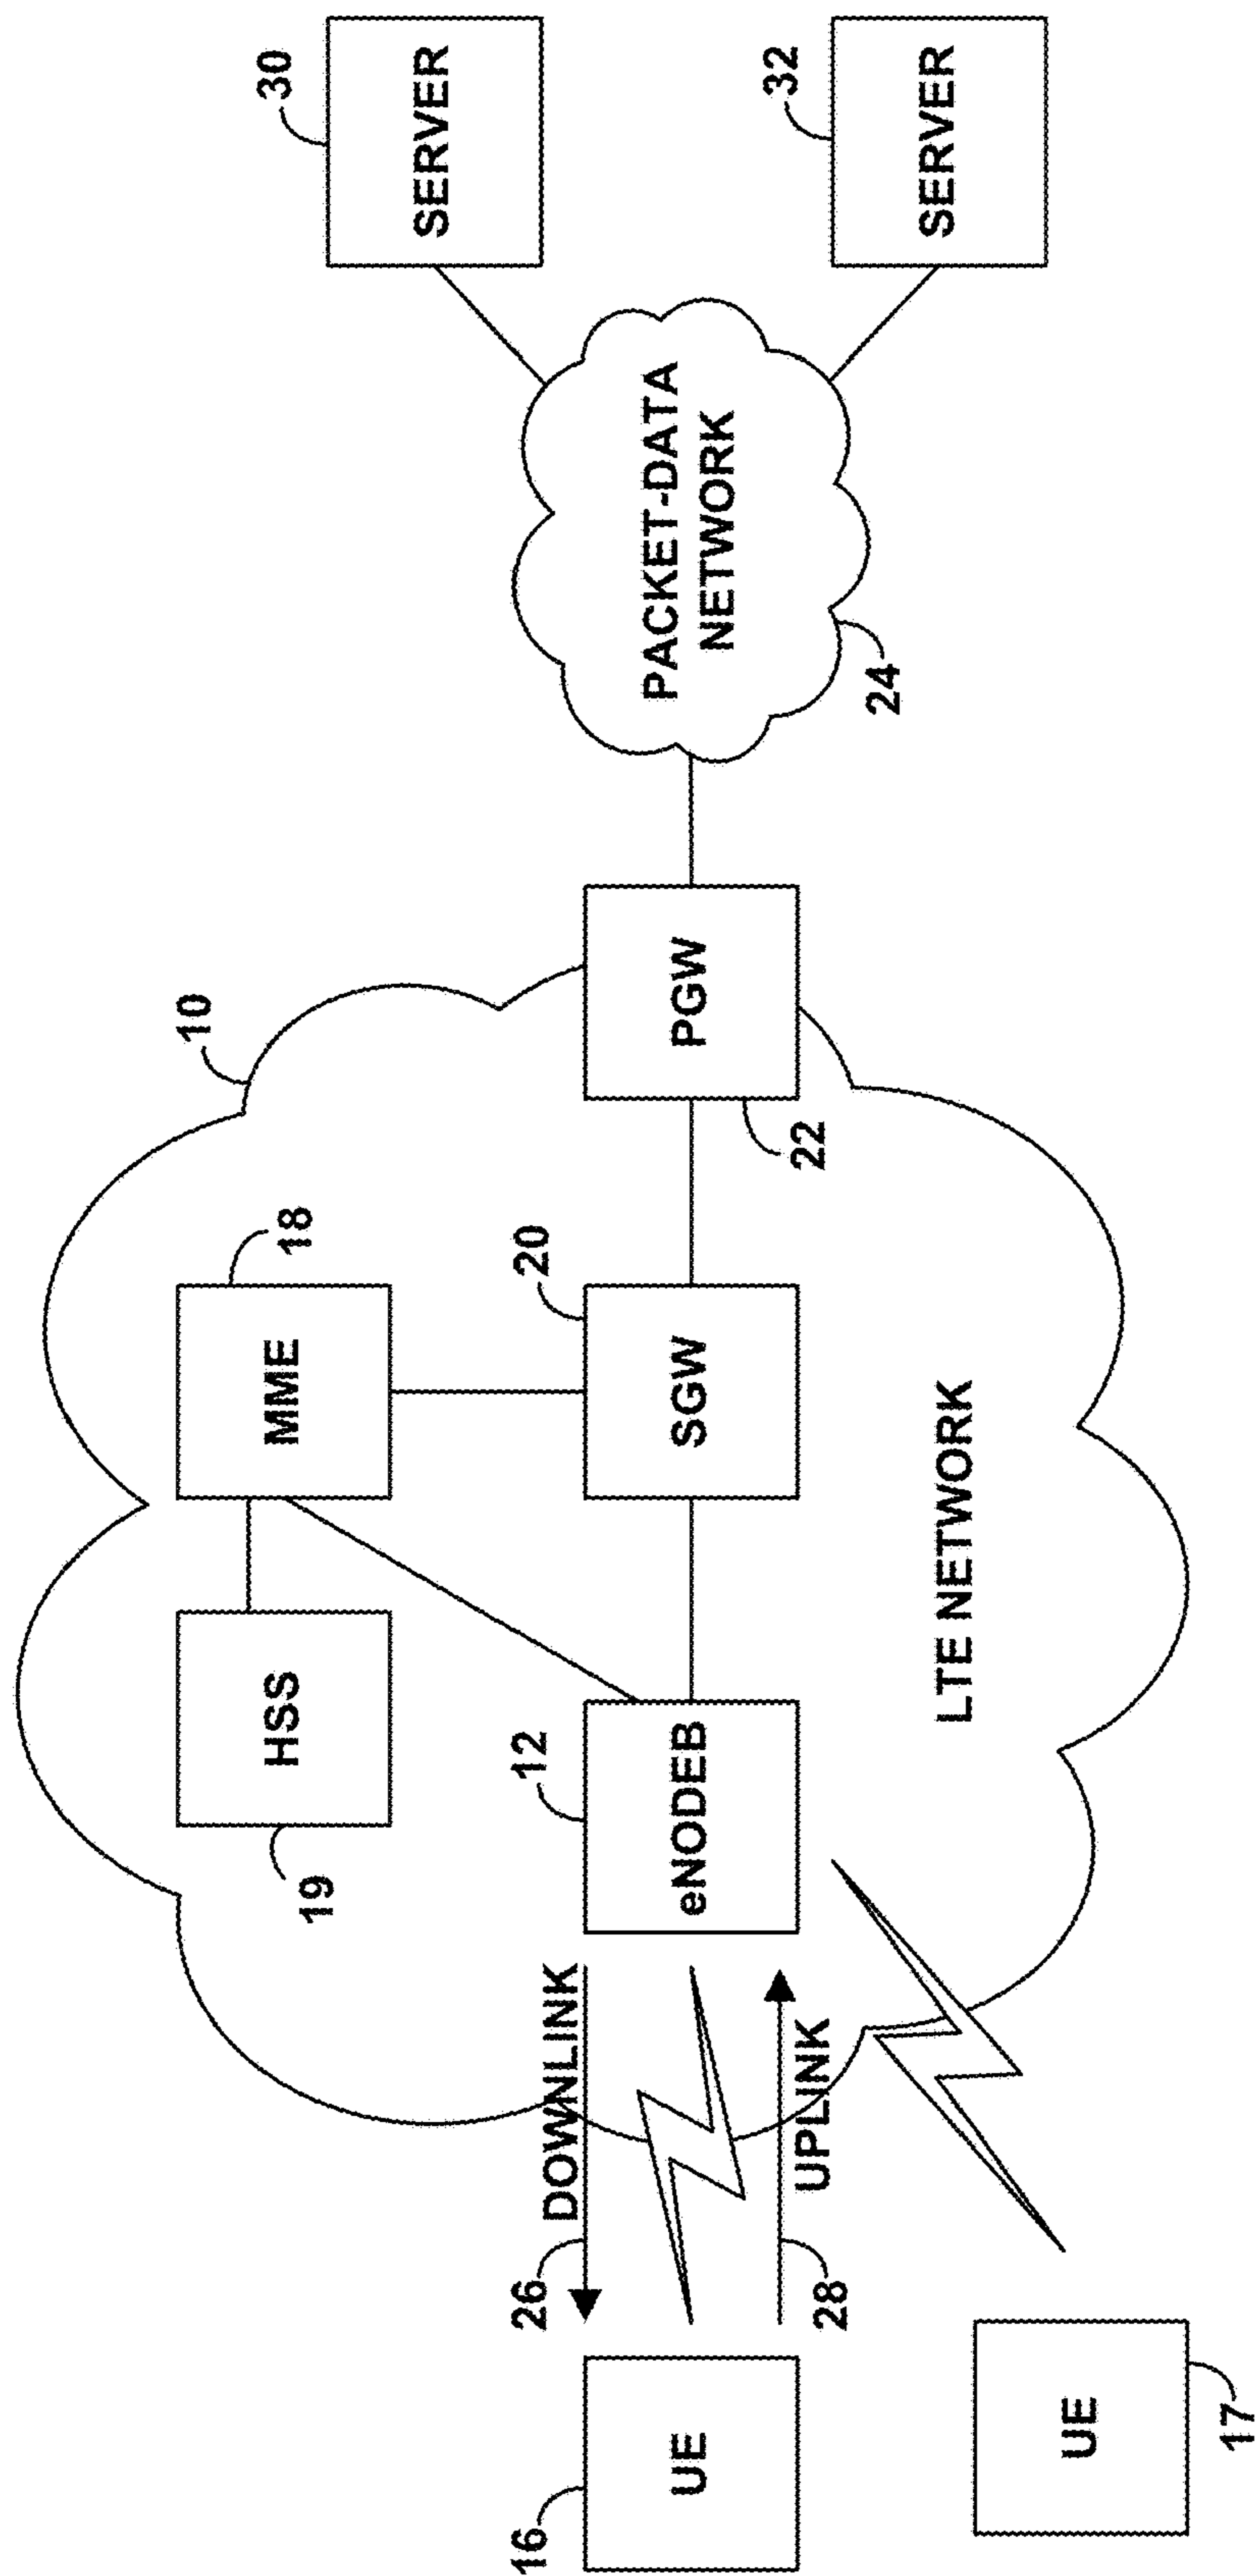 10
HSS
19
MME
18
SERVER
30
DOWNLINK
26
12
eNODEB
20
SGW
PGW
22
PACKET-DATA
NETWORK
24
16
UE
UPLINK
28
SERVER
32
LTE NETWORK
UE
17